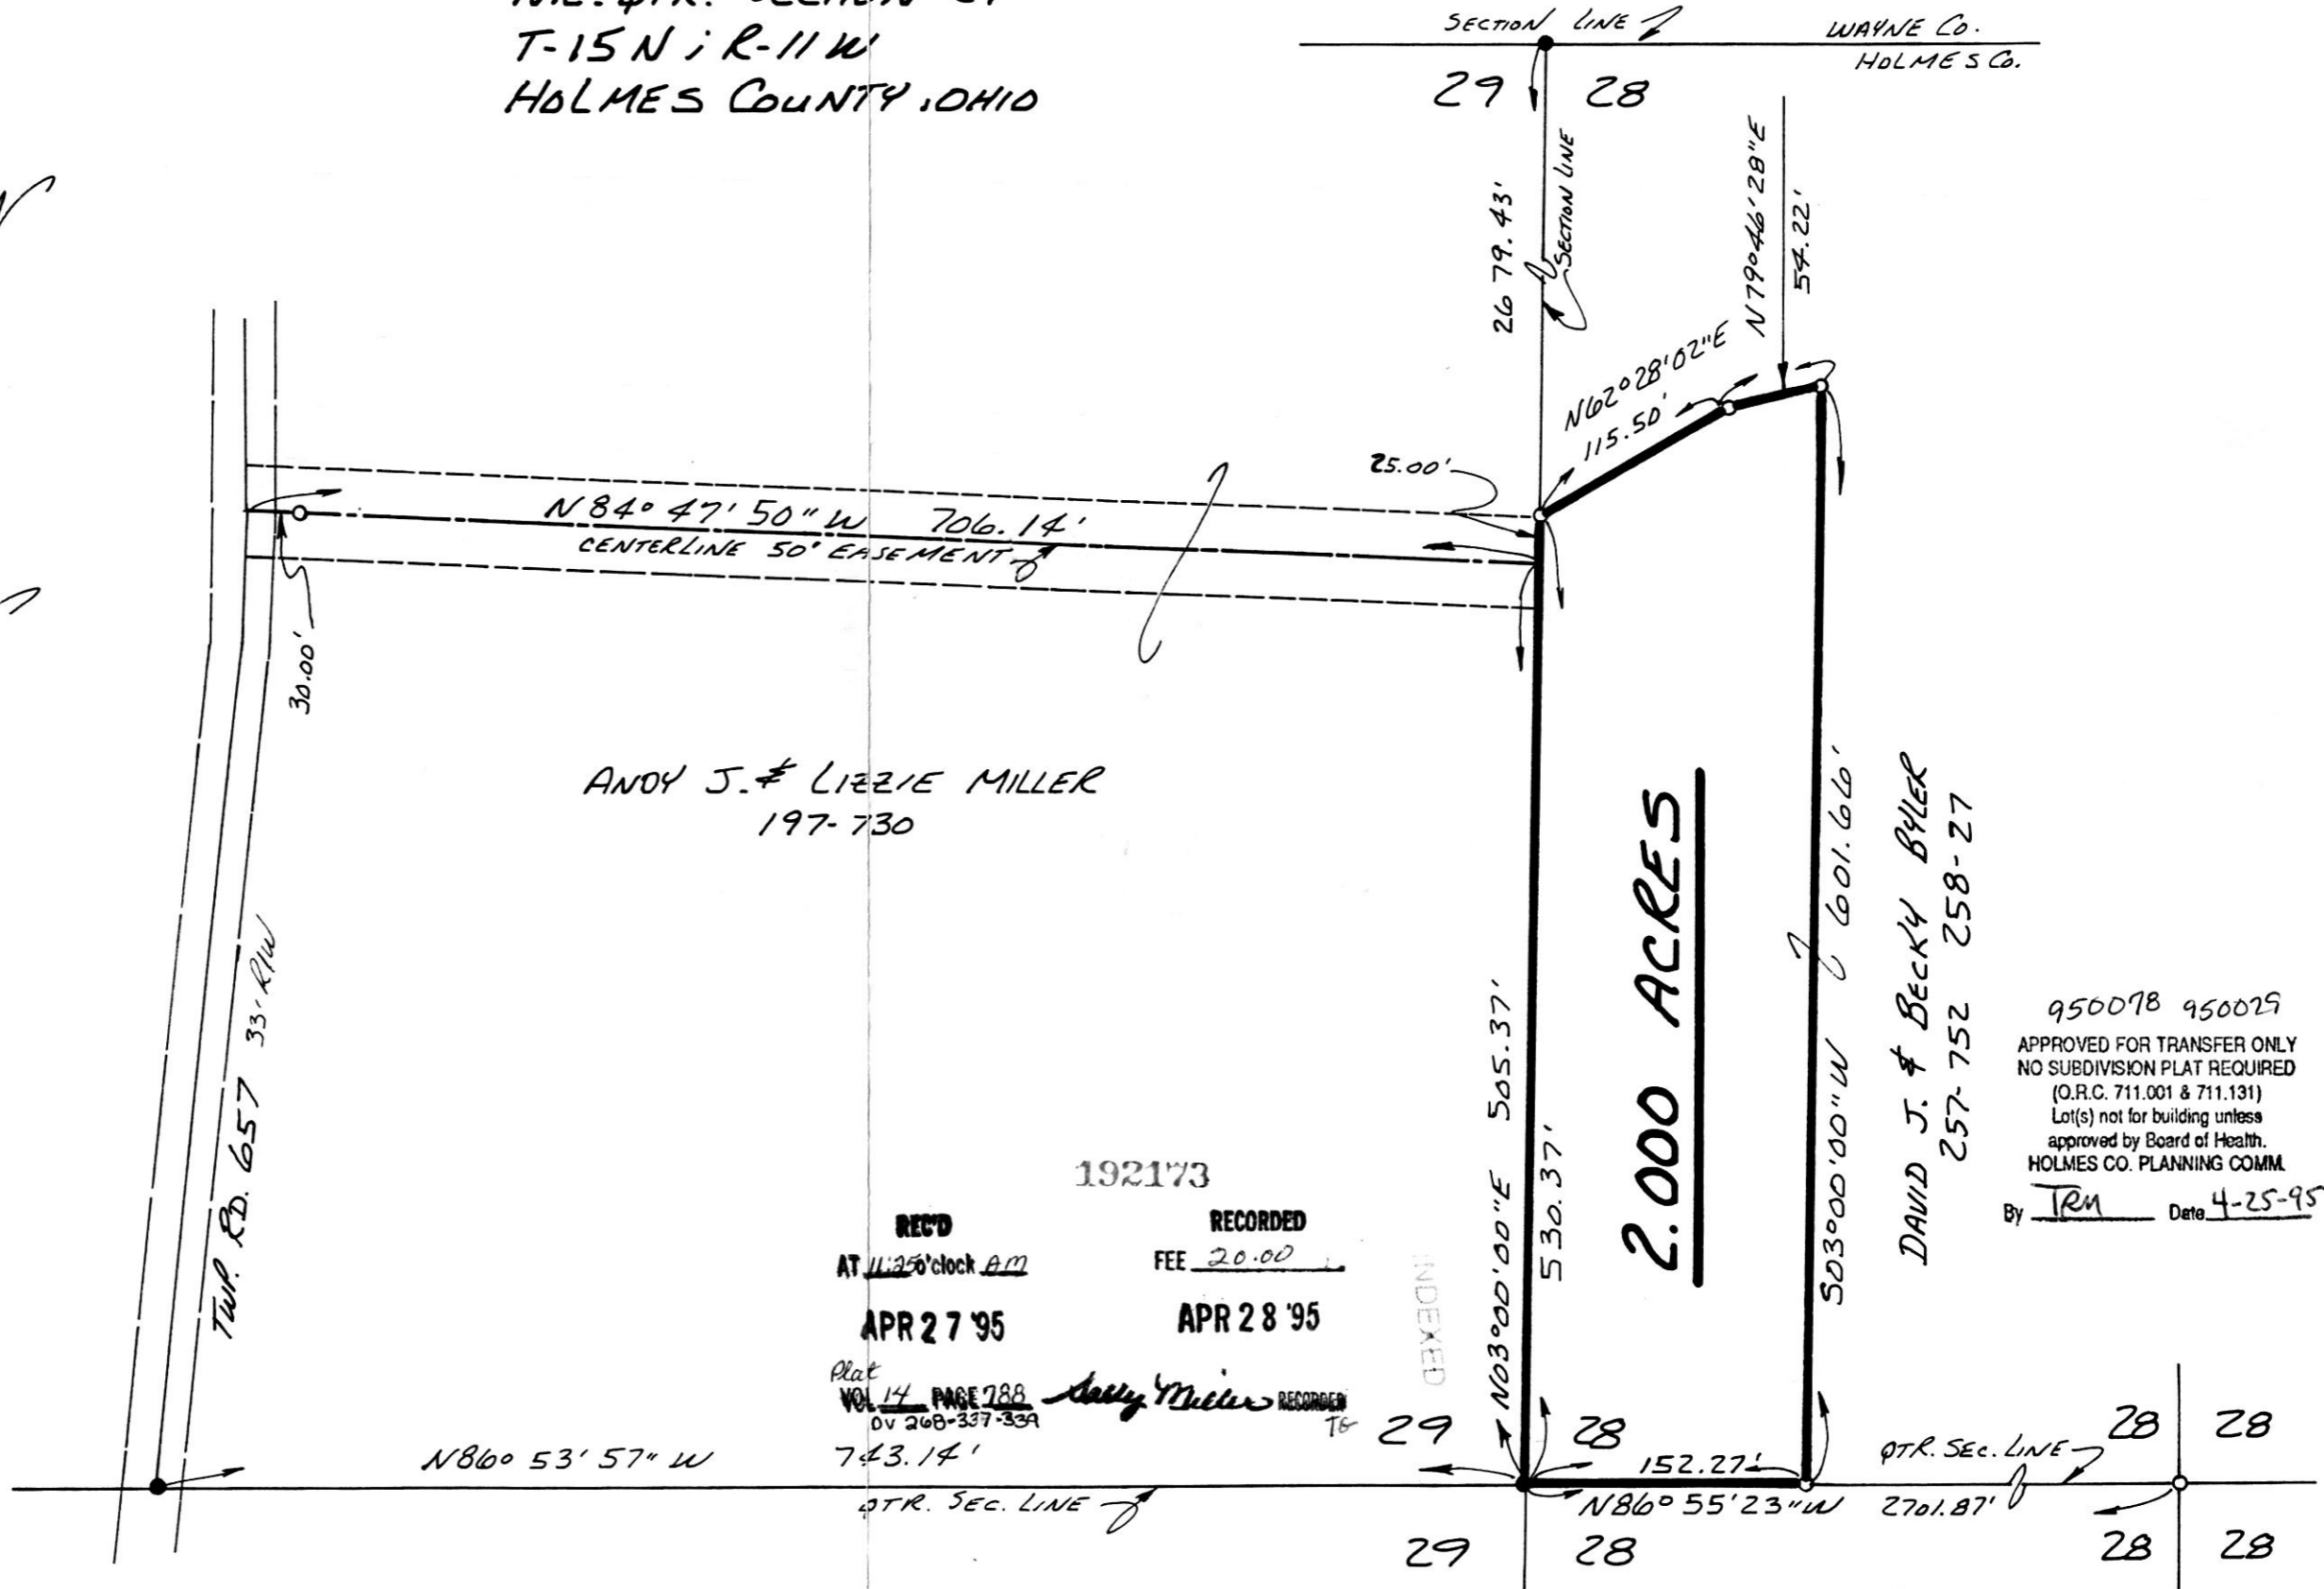 T-15N; R-11W
HOLMES COUNTY, OHIO
SECTION LINE
WAYNE CO.
HOLMES CO.
29 28
2679.43'
SECTION LINE
N79°46'28"E
54.22'
N62°28'02"E
115.50'
25.00'
N84°47'50"W 706.14'
CENTERLINE 50' EASEMENT
30.00'
ANDY J. & LIZZIE MILLER
197-730
TWP. RD. 657 33' R/W
N03°00'00"E 505.37'
530.37'
2.000 ACRES
S03°00'00"W 601.66'
DAVID J. & BECKY BYLER
257-752 258-27
950078 950029
APPROVED FOR TRANSFER ONLY
NO SUBDIVISION PLAT REQUIRED
(O.R.C. 711.001 & 711.131)
Lot(s) not for building unless
approved by Board of Health.
HOLMES CO. PLANNING COMM.
By TRM Date 4-25-95
192173
REC'D RECORDED
AT 11:25 o'clock AM FEE 20.00
APR 27 '95 APR 28 '95
INDEXED
Plat
VOL 14 PAGE 788 Sally Miller RECORDER
DV 268-337-339
TG
29 28
28 28
N86°53'57"W 743.14'
QTR. SEC. LINE
152.27'
N86°55'23"W 2701.87'
QTR. SEC. LINE
29 28
28 28